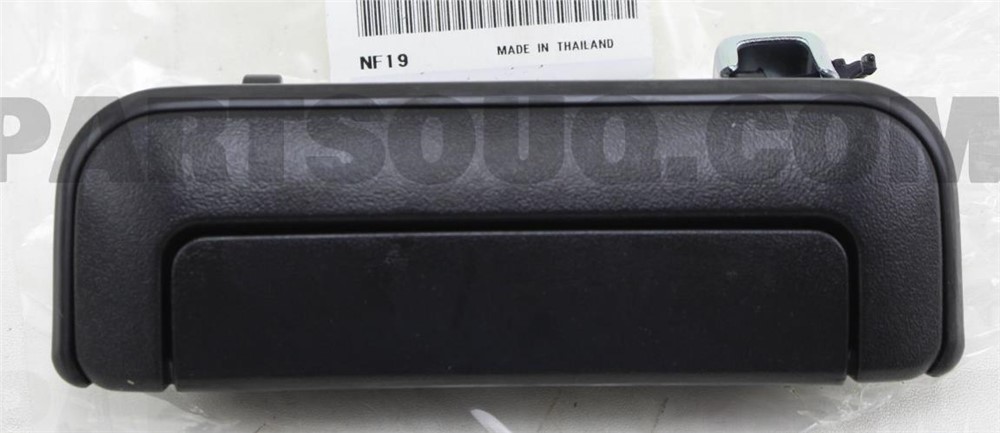 NF19 MADE IN THAILAND
PARTSOUQ.COM